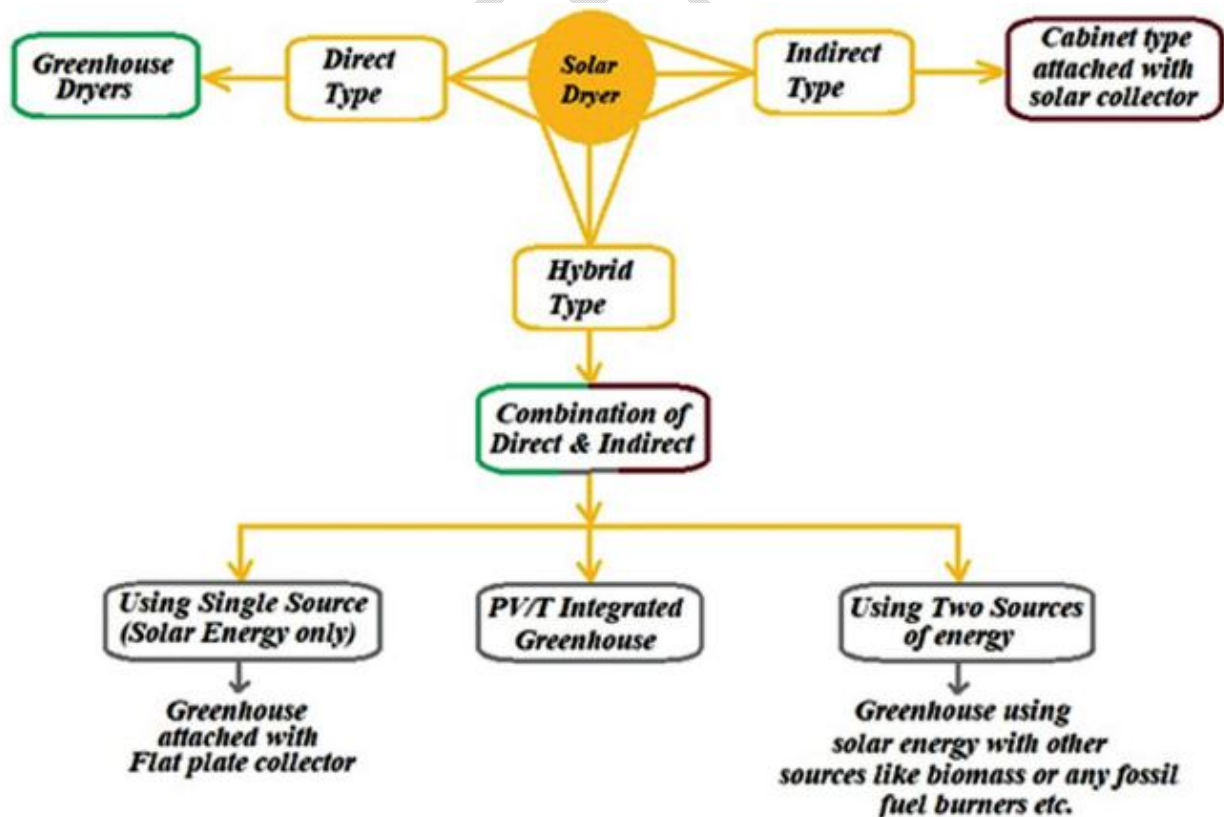 Greenhouse
Dryers
Direct
Type
Solar
Dryer
Indirect
Type
Cabinet type
attached with
solar collector
Hybrid
Type
Combination of
Direct & Indirect
Using Single Source
(Solar Energy only)
PV/T Integrated
Greenhouse
Using Two Sources
of energy
Greenhouse
attached with
Flat plate collector
Greenhouse using
solar energy with other
sources like biomass or any fossil
fuel burners etc.